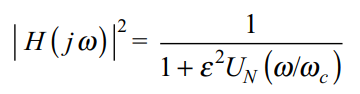 |H(jω)|² = 1 / (1 + ε²U_N(ω/ω_c))